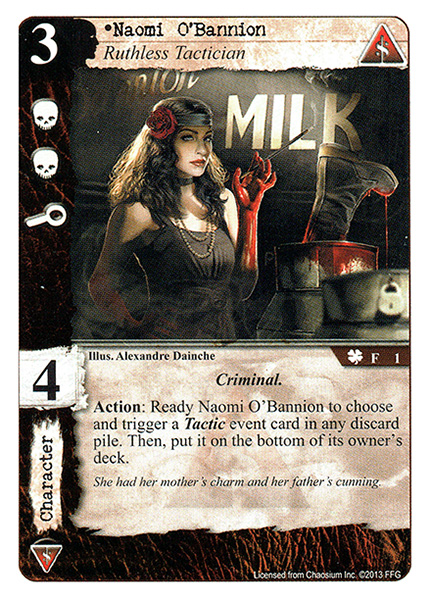 3
•Naomi O'Bannion
Ruthless Tactician
MILK
Illus. Alexandre Dainche
F 1
4
Criminal.
Action: Ready Naomi O'Bannion to choose
and trigger a Tactic event card in any discard
pile. Then, put it on the bottom of its owner's
deck.
She had her mother's charm and her father's cunning.
Character
Licensed from Chaosium Inc. ©2013 FFG